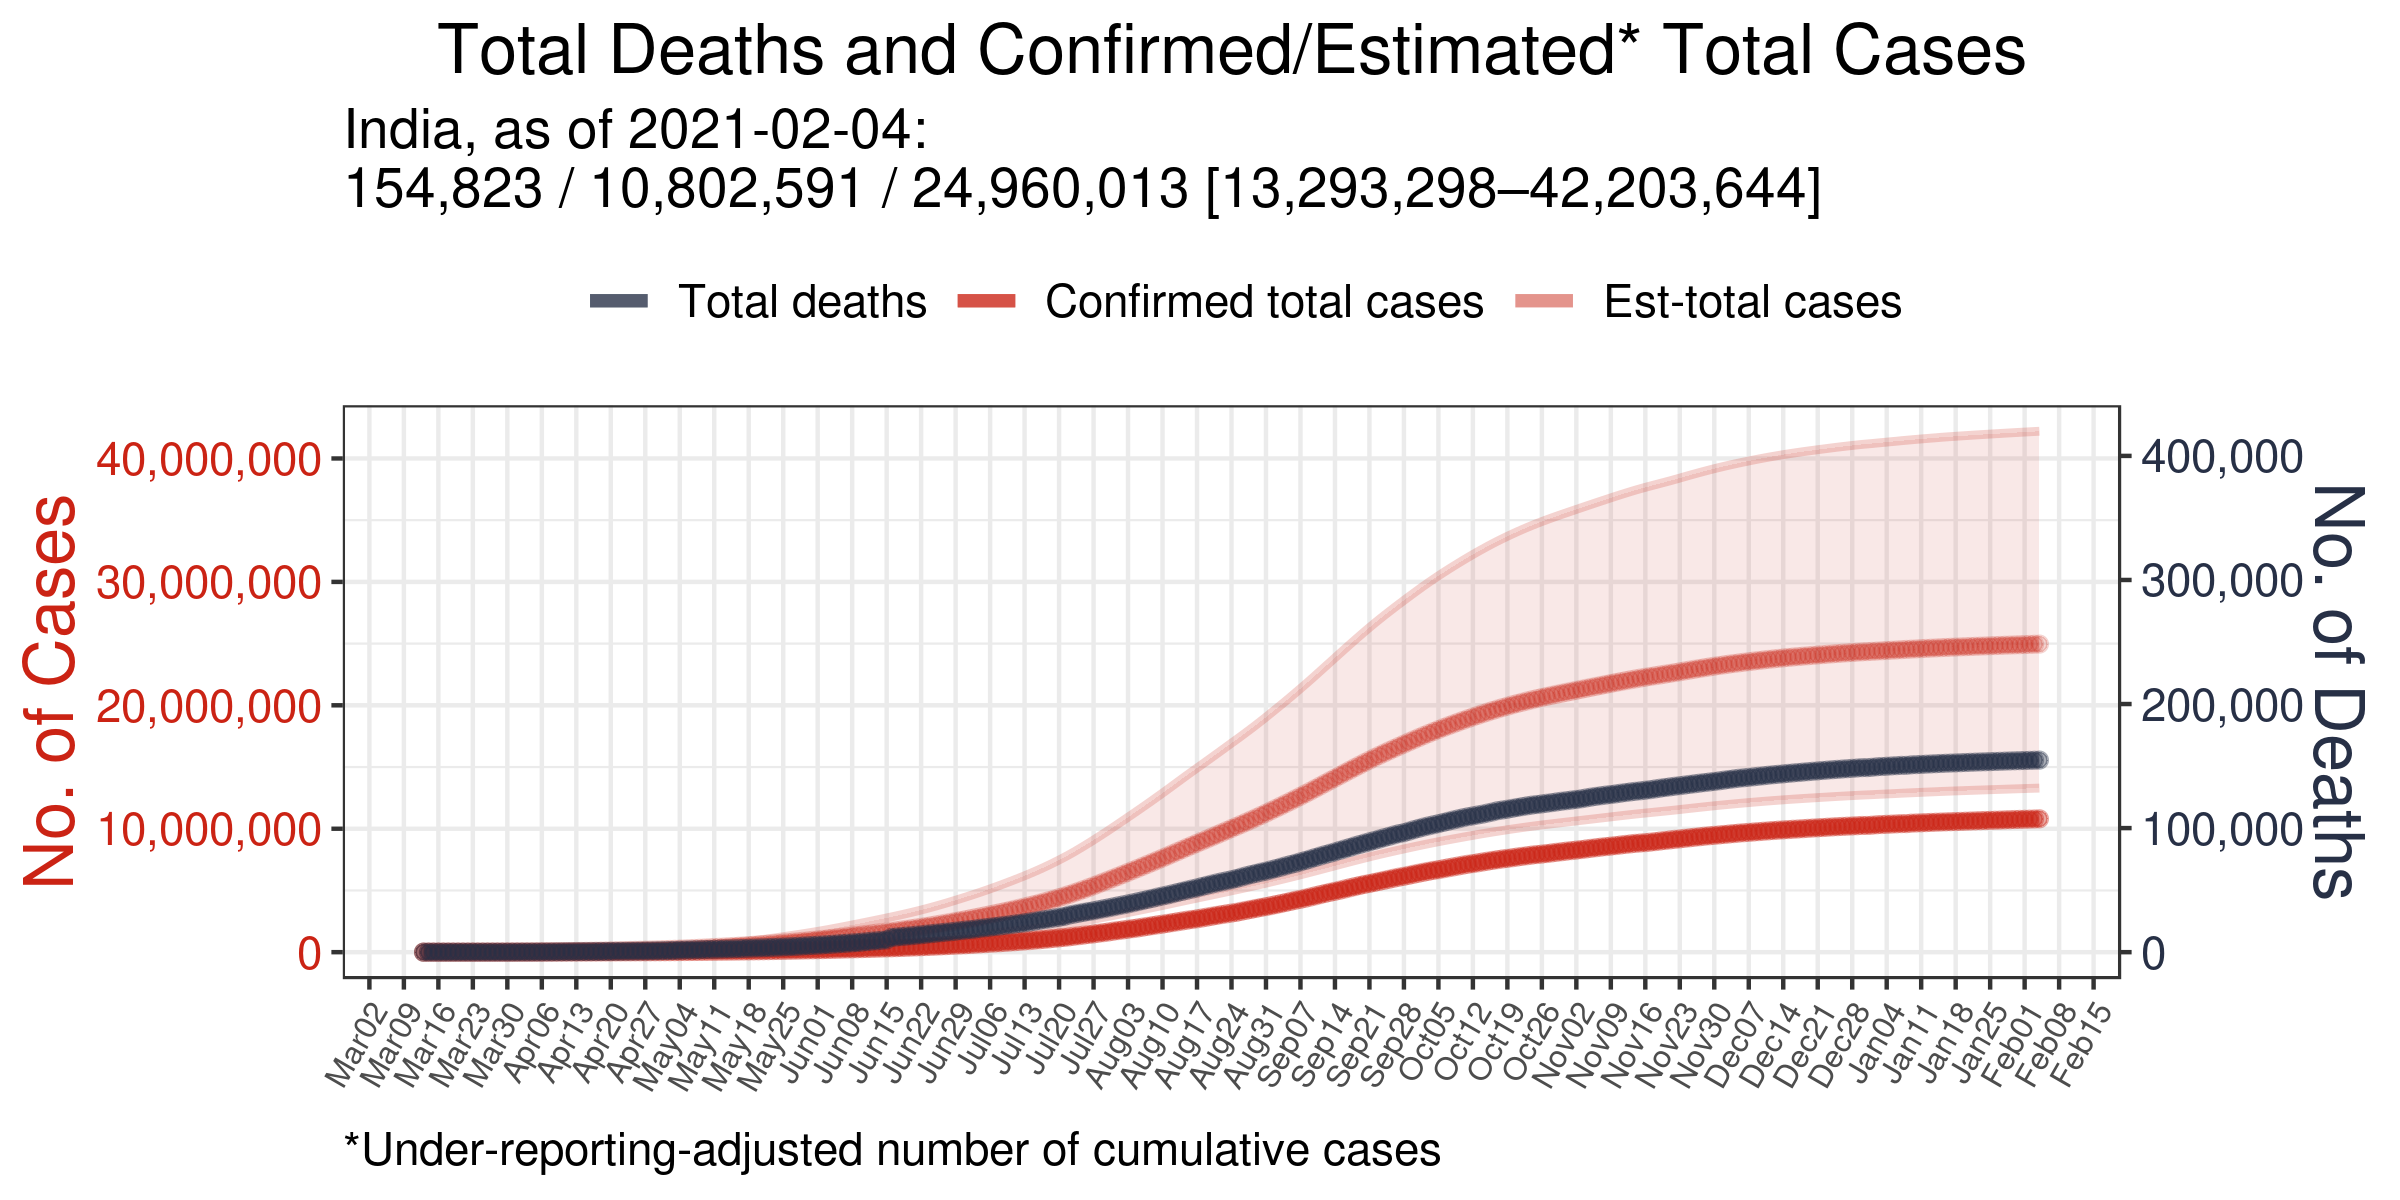 Total Deaths and Confirmed/Estimated* Total Cases
India, as of 2021-02-04:
154,823 / 10,802,591 / 24,960,013 [13,293,298–42,203,644]
Total deaths
Confirmed total cases
Est-total cases
No. of Cases
40,000,000
30,000,000
20,000,000
10,000,000
0
400,000
300,000
200,000
100,000
0
No. of Deaths
Mar02
Mar09
Mar16
Mar23
Mar30
Apr06
Apr13
Apr20
Apr27
May04
May11
May18
May25
Jun01
Jun08
Jun15
Jun22
Jun29
Jul06
Jul13
Jul20
Jul27
Aug03
Aug10
Aug17
Aug24
Aug31
Sep07
Sep14
Sep21
Sep28
Oct05
Oct12
Oct19
Oct26
Nov02
Nov09
Nov16
Nov23
Nov30
Dec07
Dec14
Dec21
Dec28
Jan04
Jan11
Jan18
Jan25
Feb01
Feb08
Feb15
*Under-reporting-adjusted number of cumulative cases